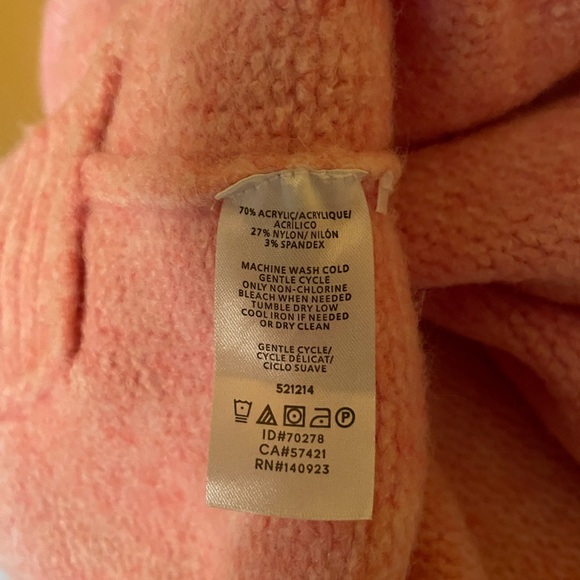 70% ACRYLIC/ACRYLIQUE/
ACRÍLICO
27% NYLON/ NILÓN
3% SPANDEX
MACHINE WASH COLD
GENTLE CYCLE
ONLY NON-CHLORINE
BLEACH WHEN NEEDED
TUMBLE DRY LOW
COOL IRON IF NEEDED
OR DRY CLEAN
GENTLE CYCLE/
CYCLE DÉLICAT/
CICLO SUAVE
521214
P
ID#70278
CA#57421
RN#140923